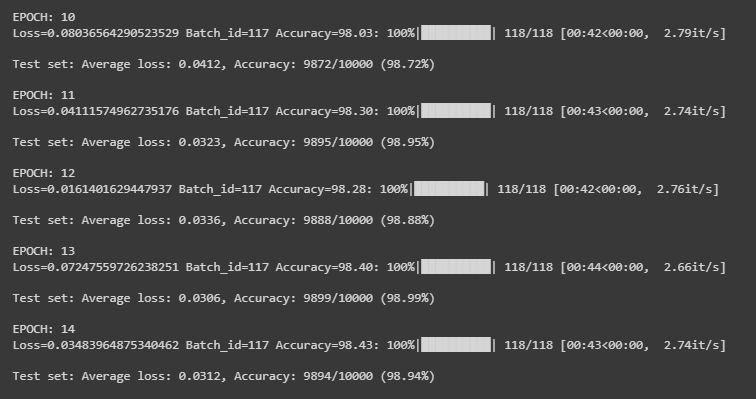 EPOCH: 10
Loss=0.08036564290523529 Batch_id=117 Accuracy=98.03: 100%|██████████| 118/118 [00:42<00:00,  2.79it/s]
Test set: Average loss: 0.0412, Accuracy: 9872/10000 (98.72%)
EPOCH: 11
Loss=0.04111574962735176 Batch_id=117 Accuracy=98.30: 100%|██████████| 118/118 [00:43<00:00,  2.74it/s]
Test set: Average loss: 0.0323, Accuracy: 9895/10000 (98.95%)
EPOCH: 12
Loss=0.0161401629447937 Batch_id=117 Accuracy=98.28: 100%|██████████| 118/118 [00:42<00:00,  2.76it/s]
Test set: Average loss: 0.0336, Accuracy: 9888/10000 (98.88%)
EPOCH: 13
Loss=0.07247559726238251 Batch_id=117 Accuracy=98.40: 100%|██████████| 118/118 [00:44<00:00,  2.66it/s]
Test set: Average loss: 0.0306, Accuracy: 9899/10000 (98.99%)
EPOCH: 14
Loss=0.03483964875340462 Batch_id=117 Accuracy=98.43: 100%|██████████| 118/118 [00:43<00:00,  2.74it/s]
Test set: Average loss: 0.0312, Accuracy: 9894/10000 (98.94%)